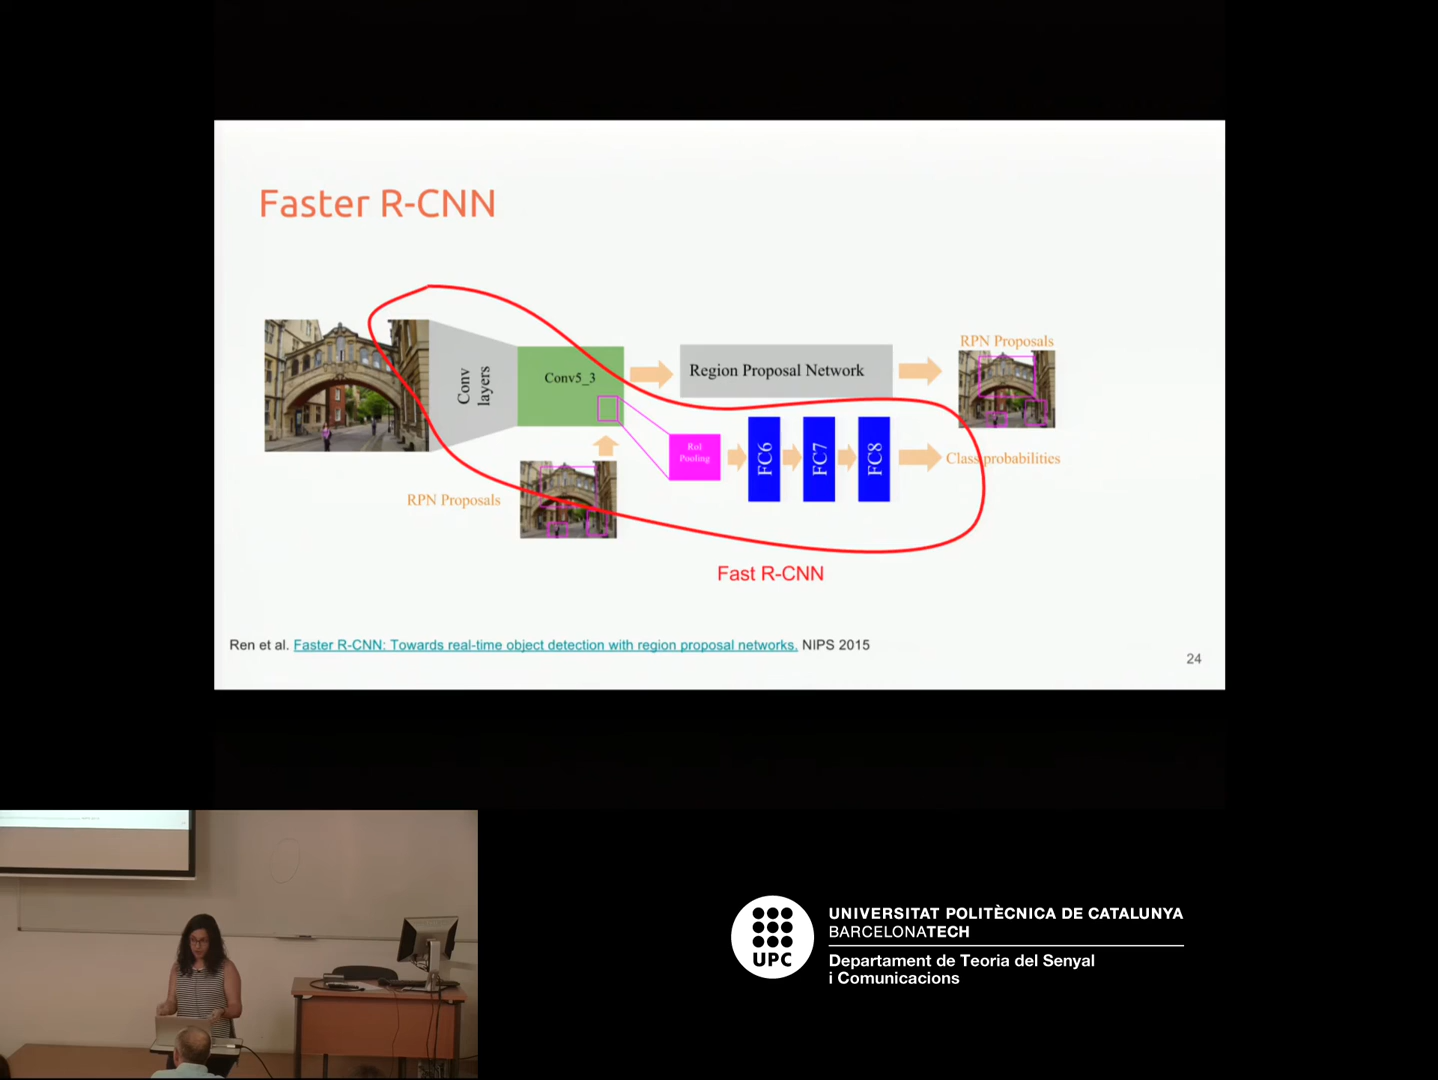 Faster R-CNN
Conv
layers
Conv5_3
Region Proposal Network
RPN Proposals
RoI
Pooling
FC6
FC7
FC8
Class probabilities
RPN Proposals
Fast R-CNN
Ren et al. Faster R-CNN: Towards real-time object detection with region proposal networks. NIPS 2015
24
UPC
UNIVERSITAT POLITÈCNICA DE CATALUNYA
BARCELONATECH
Departament de Teoria del Senyal
i Comunicacions